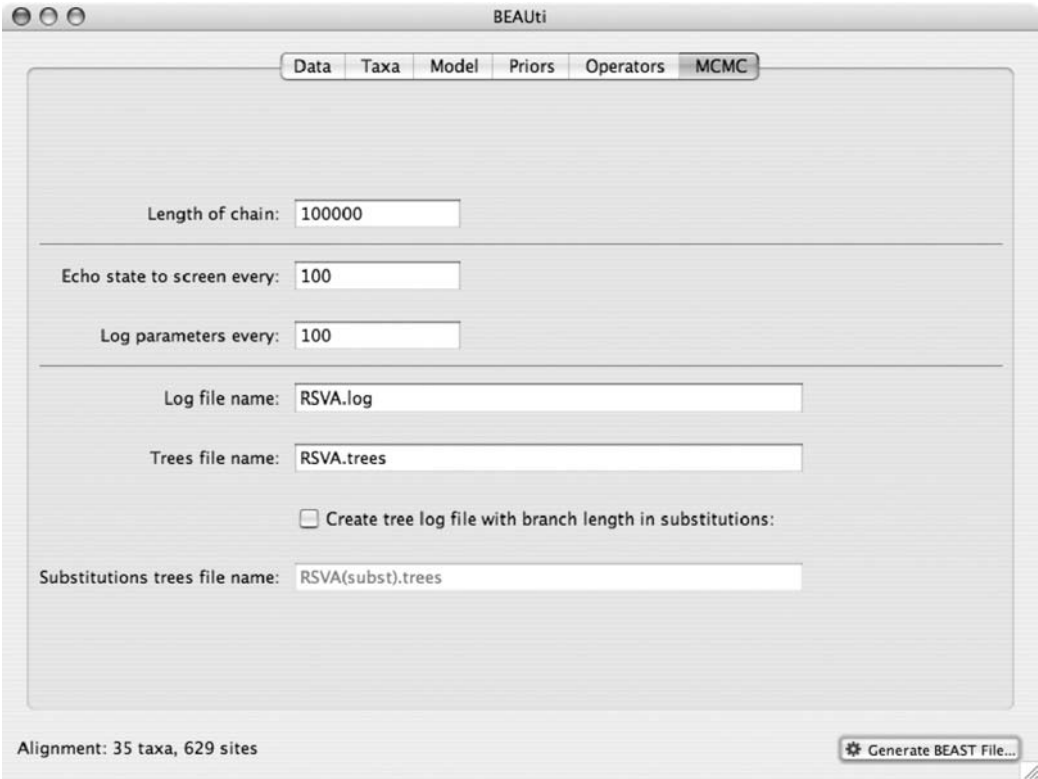 BEAUti
Data Taxa Model Priors Operators MCMC
Length of chain: 100000
Echo state to screen every: 100
Log parameters every: 100
Log file name: RSVA.log
Trees file name: RSVA.trees
Create tree log file with branch length in substitutions:
Substitutions trees file name: RSVA(subst).trees
Alignment: 35 taxa, 629 sites Generate BEAST File...